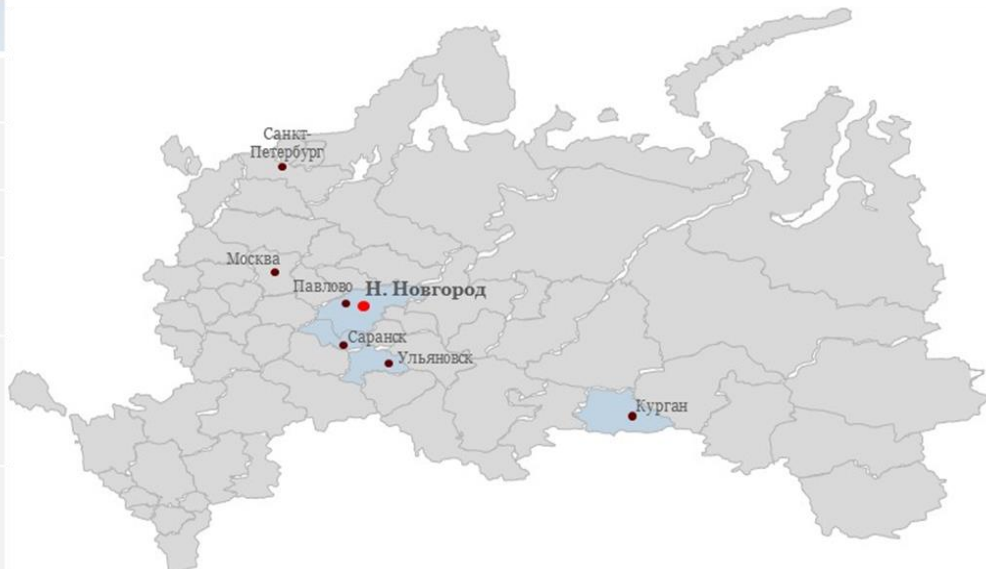 Санкт-
Петербург
Москва
Павлово
Н. Новгород
Саранск
Ульяновск
Курган